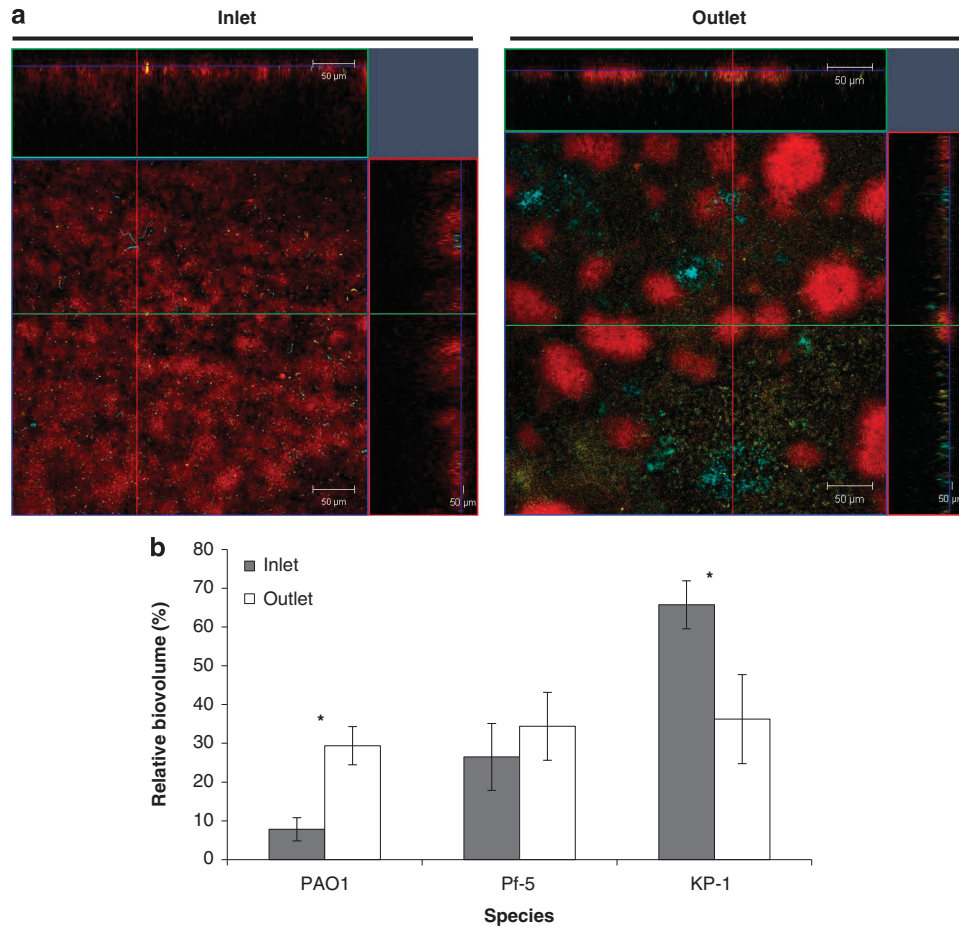 a
Inlet
Outlet
50 µm
50 µm
50 µm
50 µm
50 µm
50 µm
b
80
70
60
50
40
30
20
10
0
Relative biovolume (%)
Inlet
Outlet
*
*
PAO1
Pf-5
KP-1
Species